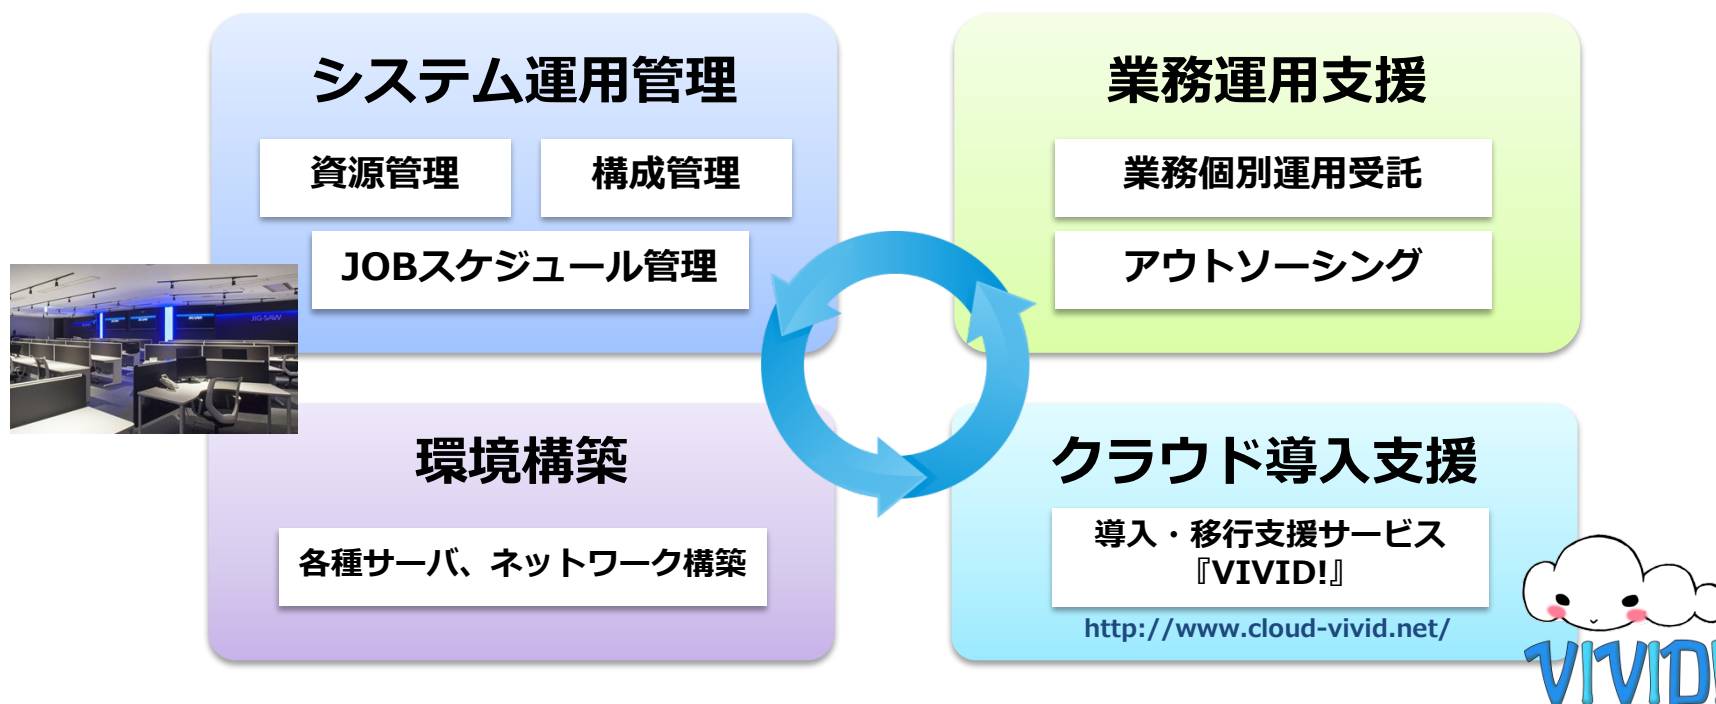 システム運用管理
資源管理
構成管理
JOBスケジュール管理
業務運用支援
業務個別運用受託
アウトソーシング
JIG-SAW
環境構築
各種サーバ、ネットワーク構築
クラウド導入支援
導入・移行支援サービス
『VIVID!』
http://www.cloud-vivid.net/
VIVID!